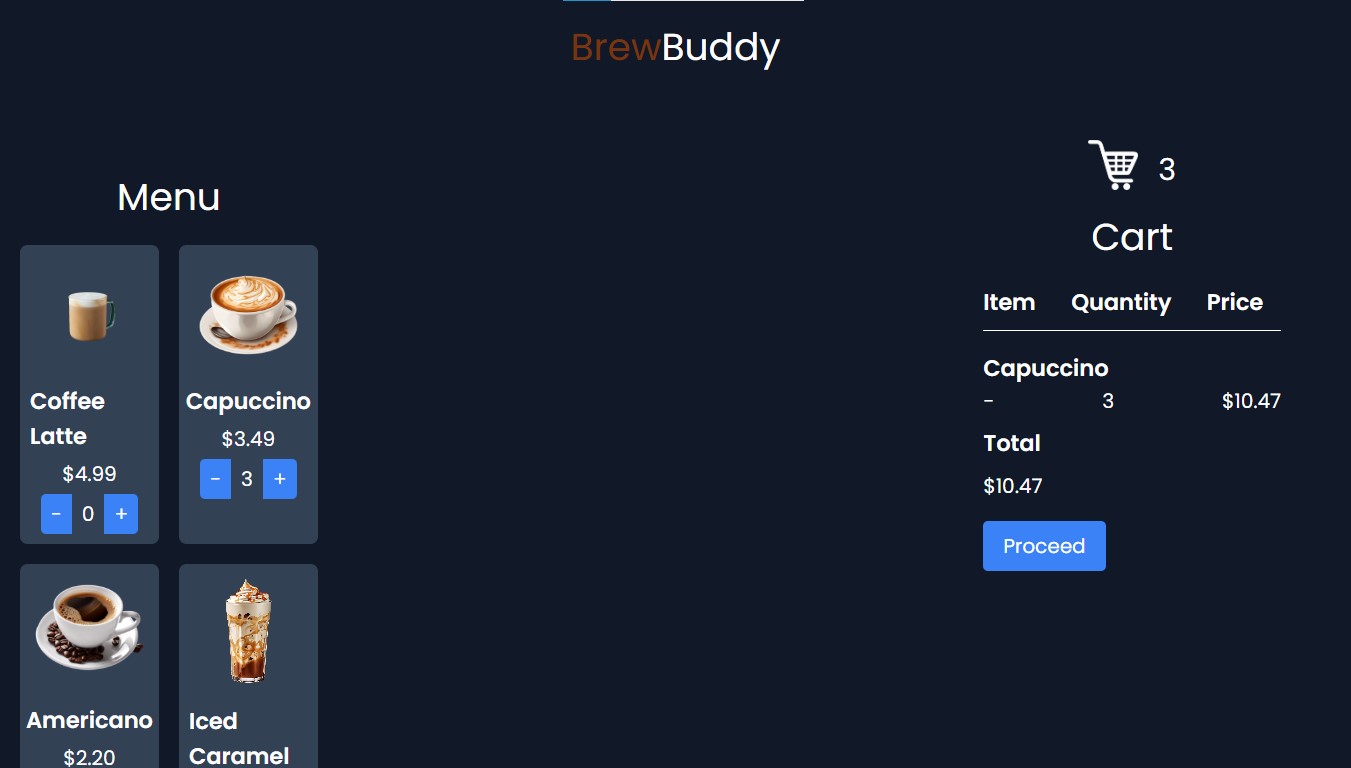 BrewBuddy
3
Menu
Cart
Item Quantity Price
Coffee
Latte
$4.99
- 0 +
Capuccino
$3.49
- 3 +
Capuccino
- 3 $10.47
Total
$10.47
Proceed
Americano
$2.20
Iced
Caramel